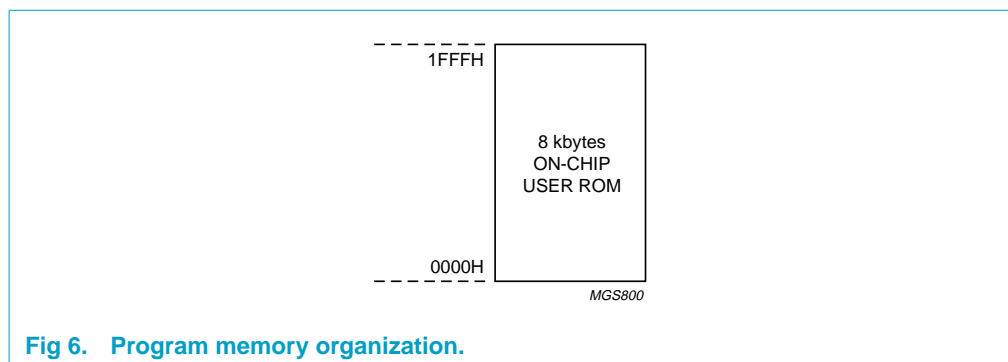 1FFFH
8 kbytes
ON-CHIP
USER ROM
0000H
MGS800
Fig 6. Program memory organization.